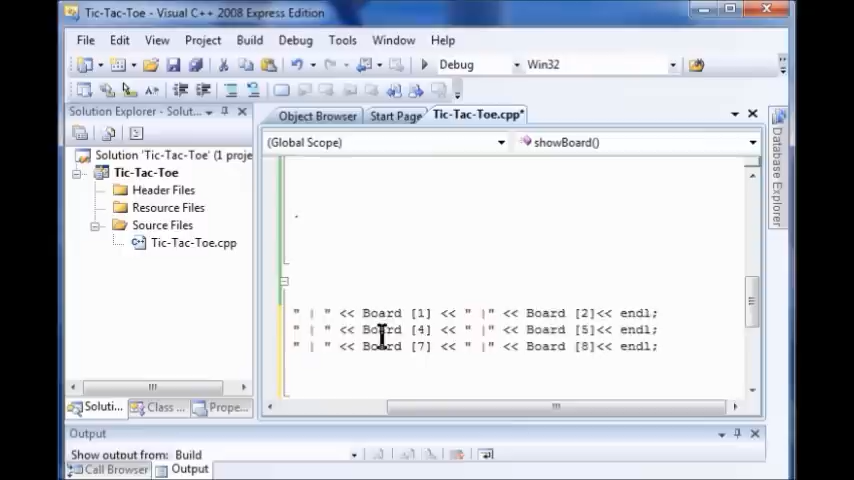 Tic-Tac-Toe - Visual C++ 2008 Express Edition
File Edit View Project Build Debug Tools Window Help
Debug Win32
Solution Explorer - Solut...
Object Browser Start Page Tic-Tac-Toe.cpp*
(Global Scope) showBoard()
Database Explorer
Solution 'Tic-Tac-Toe' (1 proje
Tic-Tac-Toe
Header Files
Resource Files
Source Files
Tic-Tac-Toe.cpp
" | " << Board [1] << " |" << Board [2]<< endl;
" | " << Board [4] << " |" << Board [5]<< endl;
" | " << Board [7] << " |" << Board [8]<< endl;
Soluti... Class ... Prope...
Output
Show output from: Build
Call Browser Output